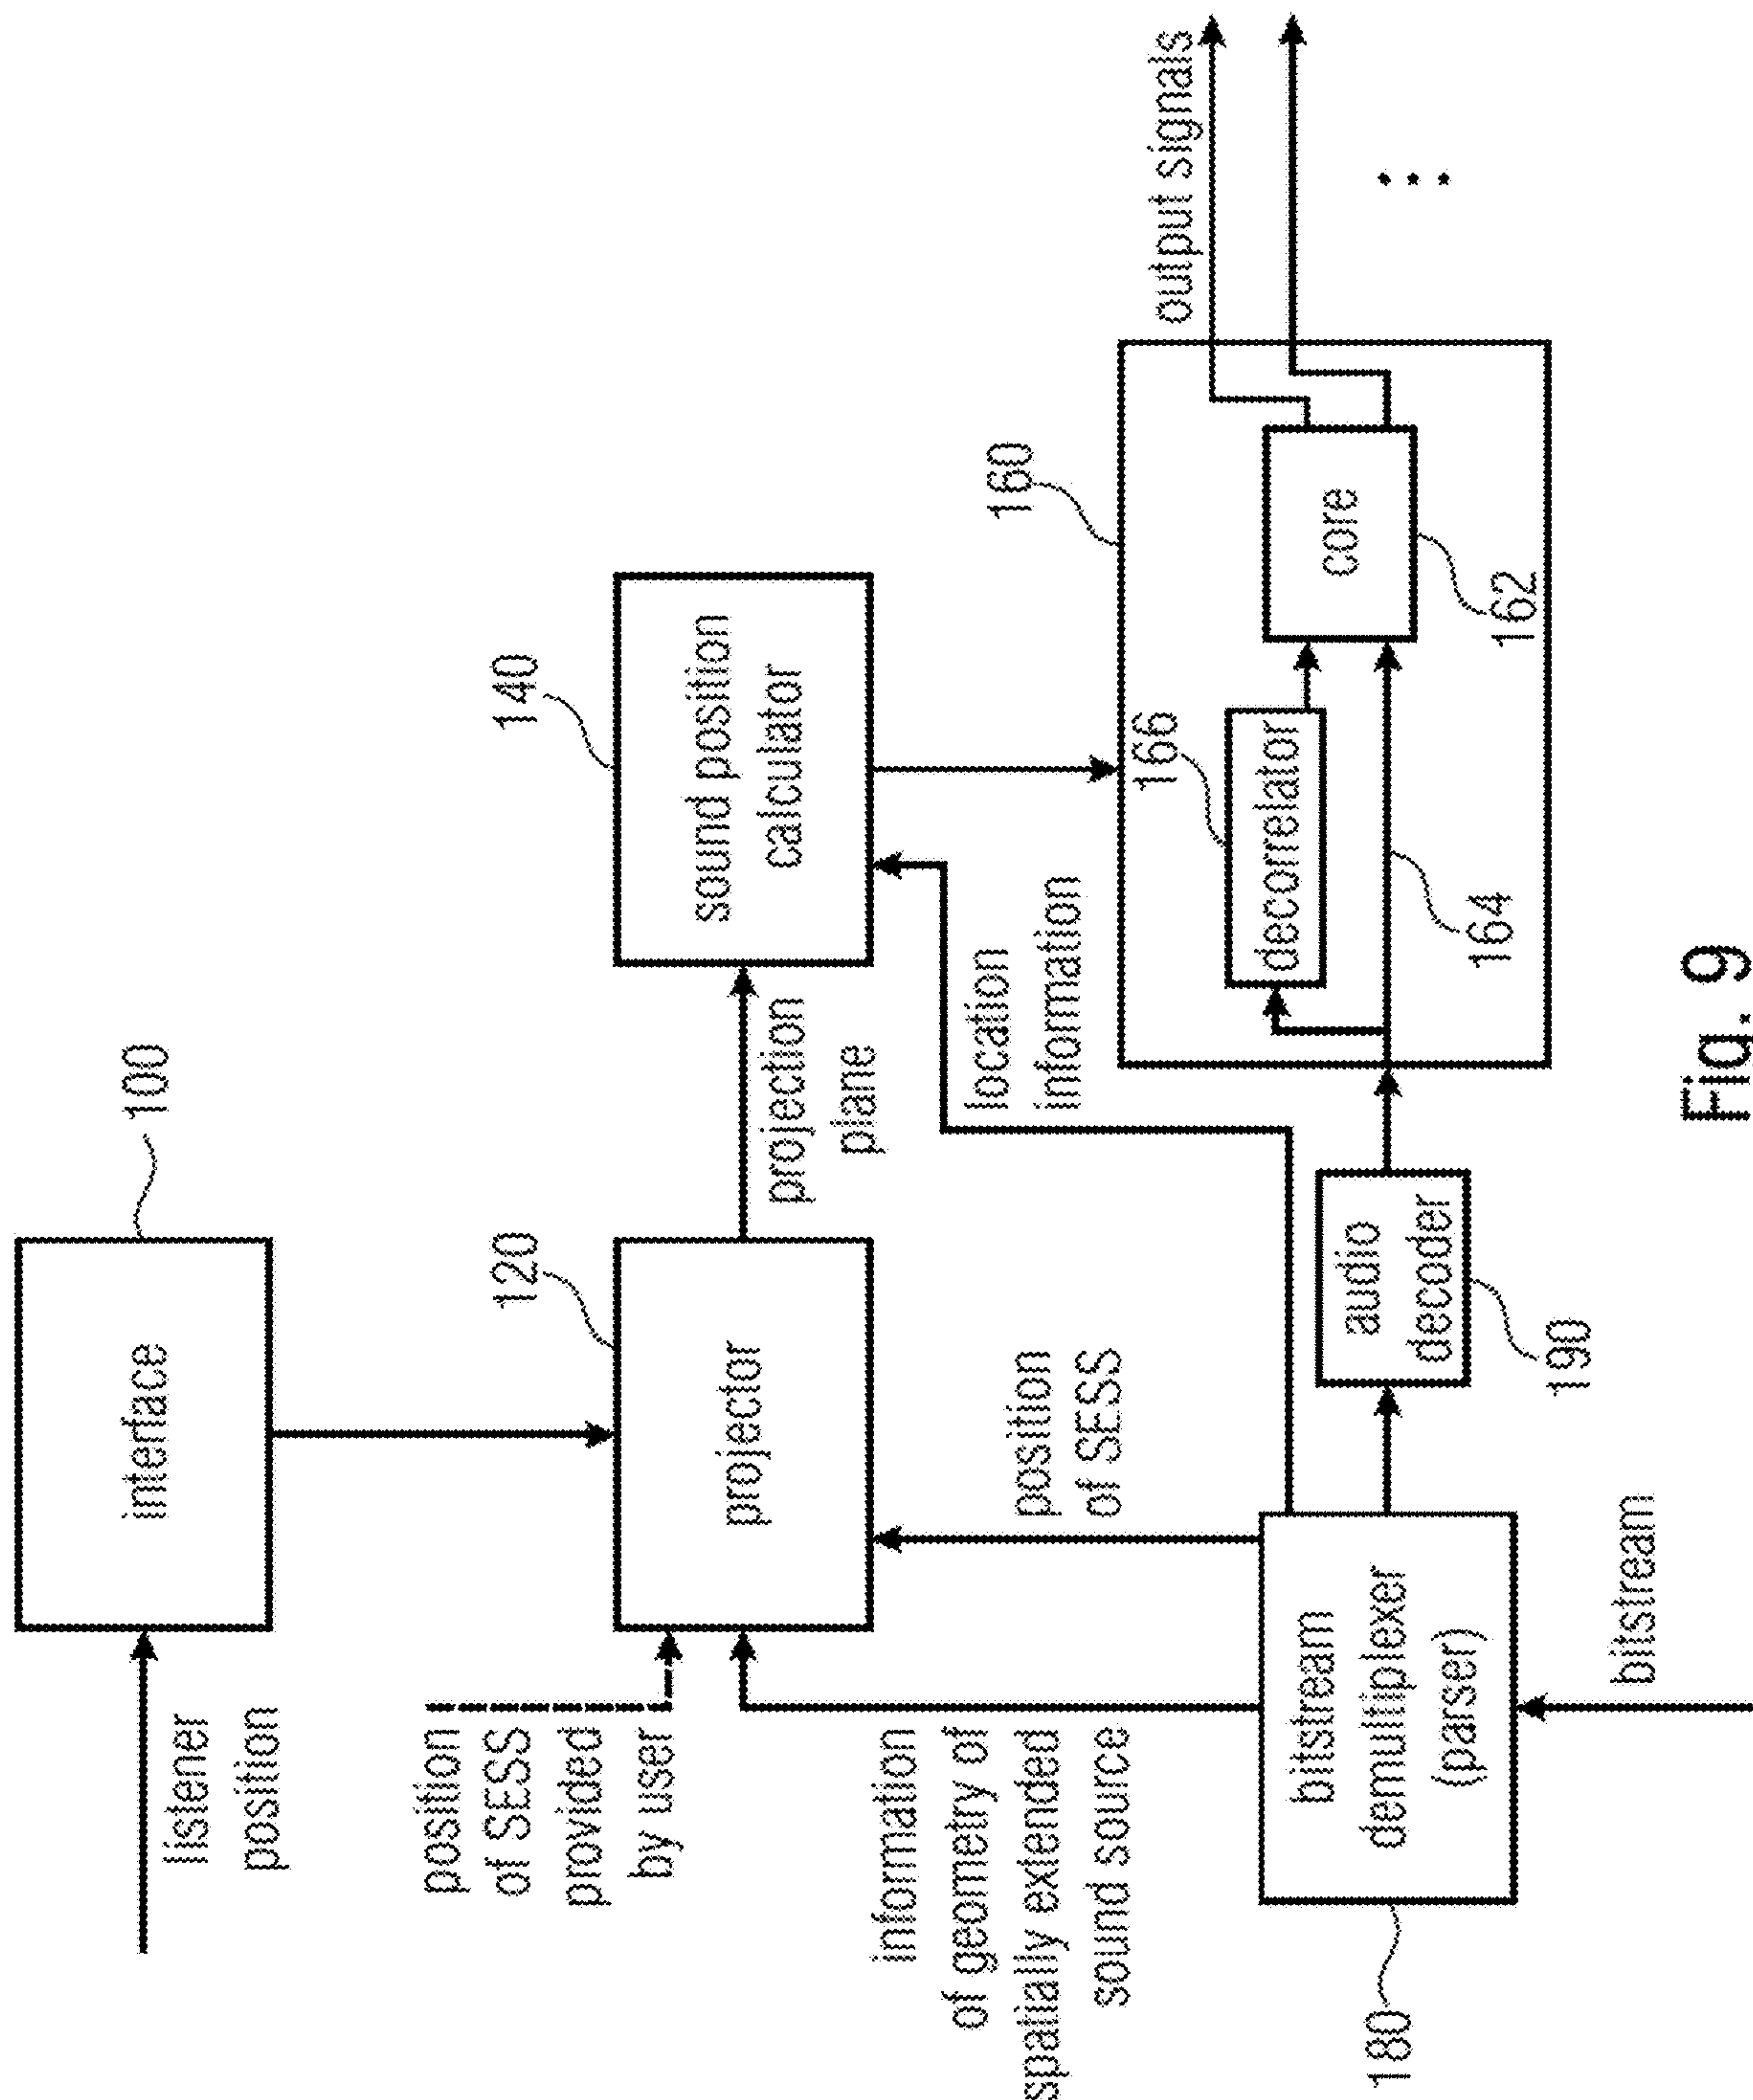 listener
position
interface
100
position
of SESS
provided
by user
120
projector
projection
plane
140
sound position
calculator
information
of geometry of
spatially extended
sound source
position
of SESS
location
information
160
output signals
180
bitstream
demultiplexer
(parser)
bitstream
audio
decoder
190
166
decorrelator
164
core
162
...
Fig. 9